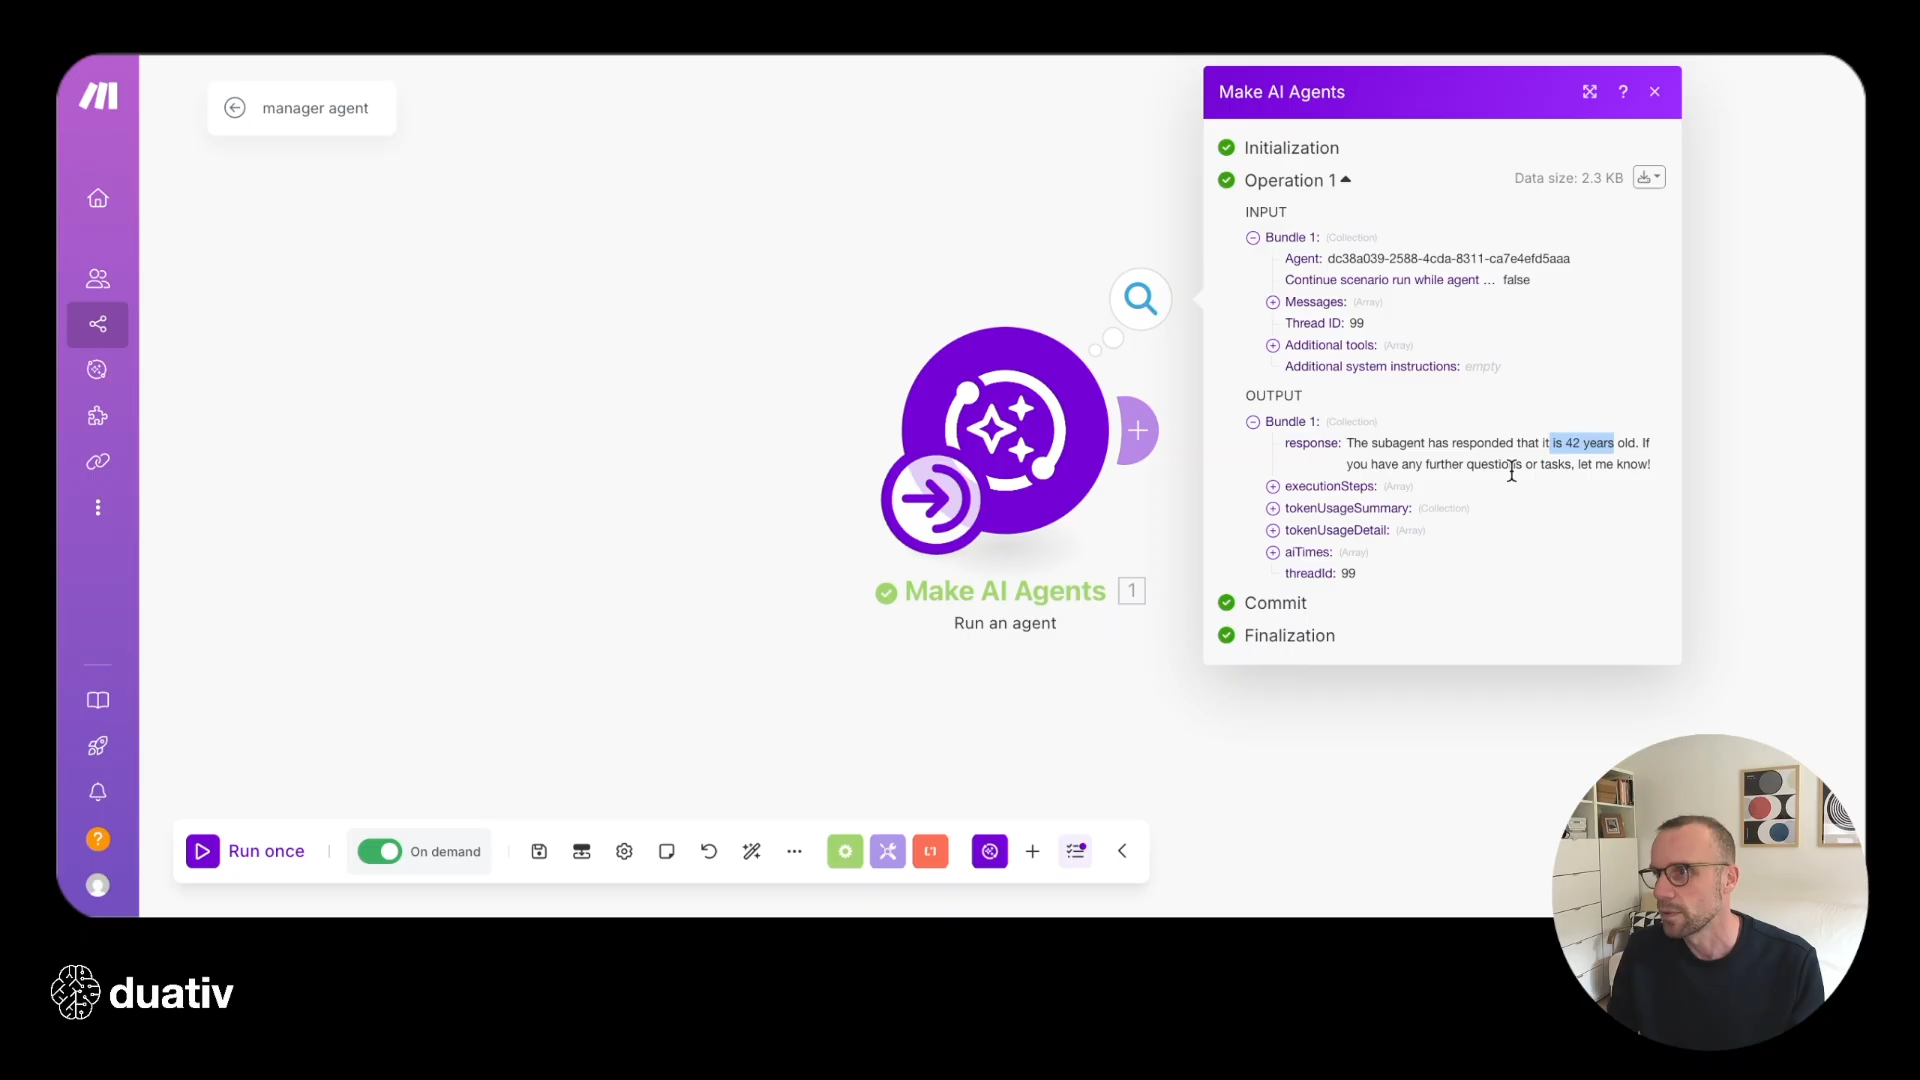 manager agent
Make AI Agents
?
Initialization
Operation 1
Data size: 2.3 KB
INPUT
Bundle 1: (Collection)
Agent: dc38a039-2588-4cda-8311-ca7e4efd5aaa
Continue scenario run while agent ... false
Messages: (Array)
Thread ID: 99
Additional tools: (Array)
Additional system instructions: empty
OUTPUT
Bundle 1: (Collection)
response: The subagent has responded that it is 42 years old. If
you have any further questions or tasks, let me know!
executionSteps: (Array)
tokenUsageSummary: (Collection)
tokenUsageDetail: (Array)
aiTimes: (Array)
threadId: 99
Commit
Finalization
Make AI Agents 1
Run an agent
?
Run once
On demand
duativ